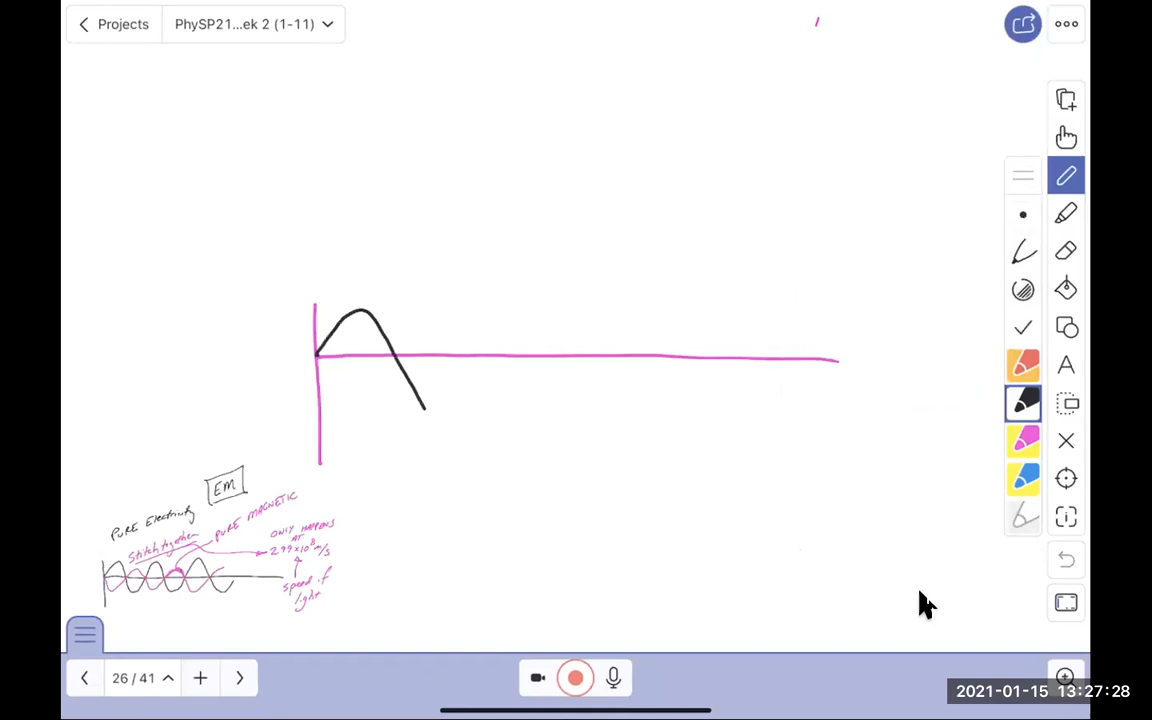 Projects
PhySP21...ek 2 (1-11)
A
EM
PURE Electricity
PURE MAGNETIC
Stitch together
ONLY HAPPENS
AT
2.99×10⁸ m/s
speed of
light
26 / 41
2021-01-15 13:27:28